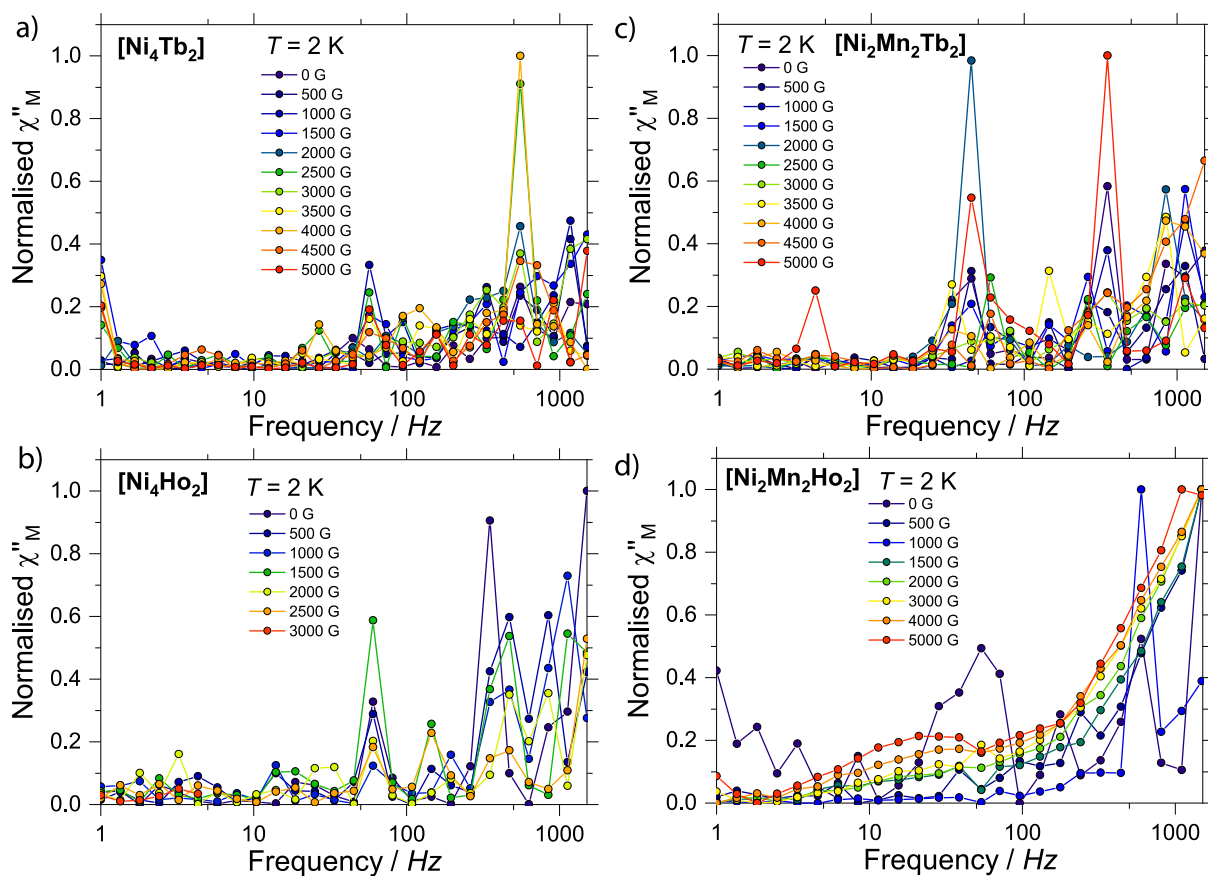 a)
[Ni4Tb2]
T = 2 K
0 G
500 G
1000 G
1500 G
2000 G
2500 G
3000 G
3500 G
4000 G
4500 G
5000 G
Normalised χ"M
1.0
0.8
0.6
0.4
0.2
0.0
1
10
100
1000
Frequency / Hz
c)
[Ni2Mn2Tb2]
T = 2 K
0 G
500 G
1000 G
1500 G
2000 G
2500 G
3000 G
3500 G
4000 G
4500 G
5000 G
Normalised χ"M
1.0
0.8
0.6
0.4
0.2
0.0
1
10
100
1000
Frequency / Hz
b)
[Ni4Ho2]
T = 2 K
0 G
500 G
1000 G
1500 G
2000 G
2500 G
3000 G
Normalised χ"M
1.0
0.8
0.6
0.4
0.2
0.0
1
10
100
1000
Frequency / Hz
d)
[Ni2Mn2Ho2]
T = 2 K
0 G
500 G
1000 G
1500 G
2000 G
3000 G
4000 G
5000 G
Normalised χ"M
1.0
0.8
0.6
0.4
0.2
0.0
1
10
100
1000
Frequency / Hz